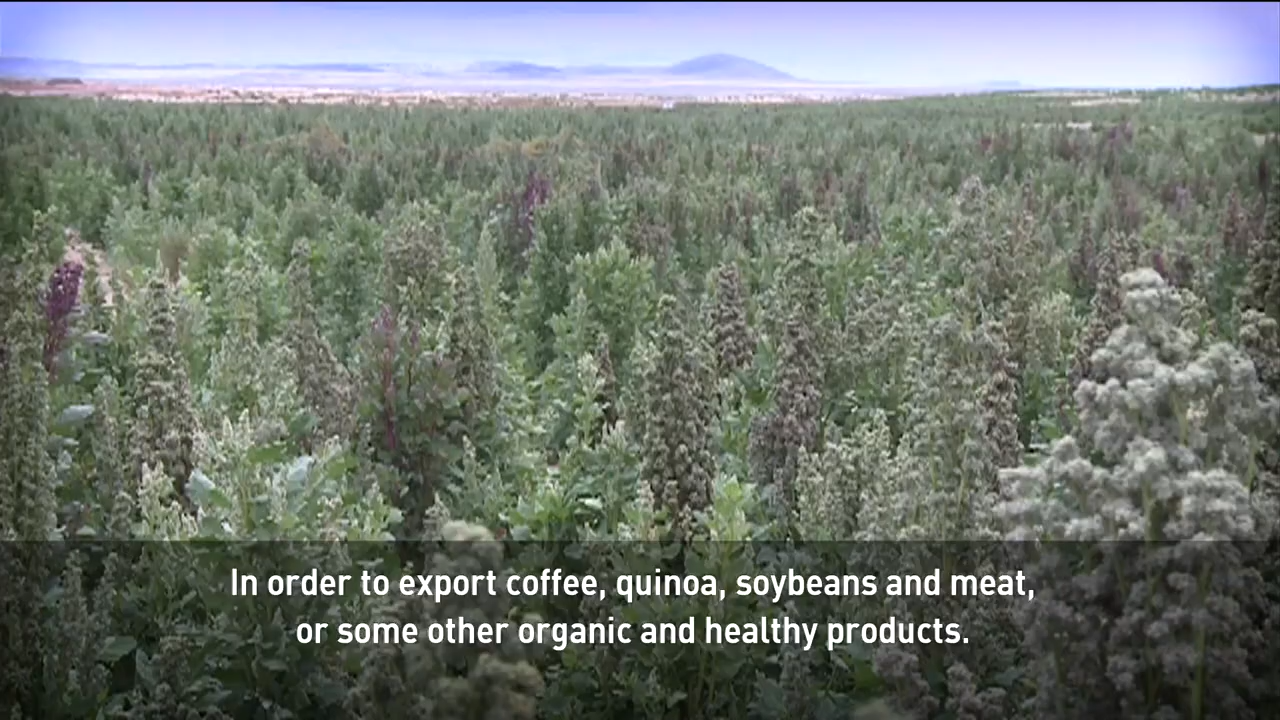 In order to export coffee, quinoa, soybeans and meat,
or some other organic and healthy products.